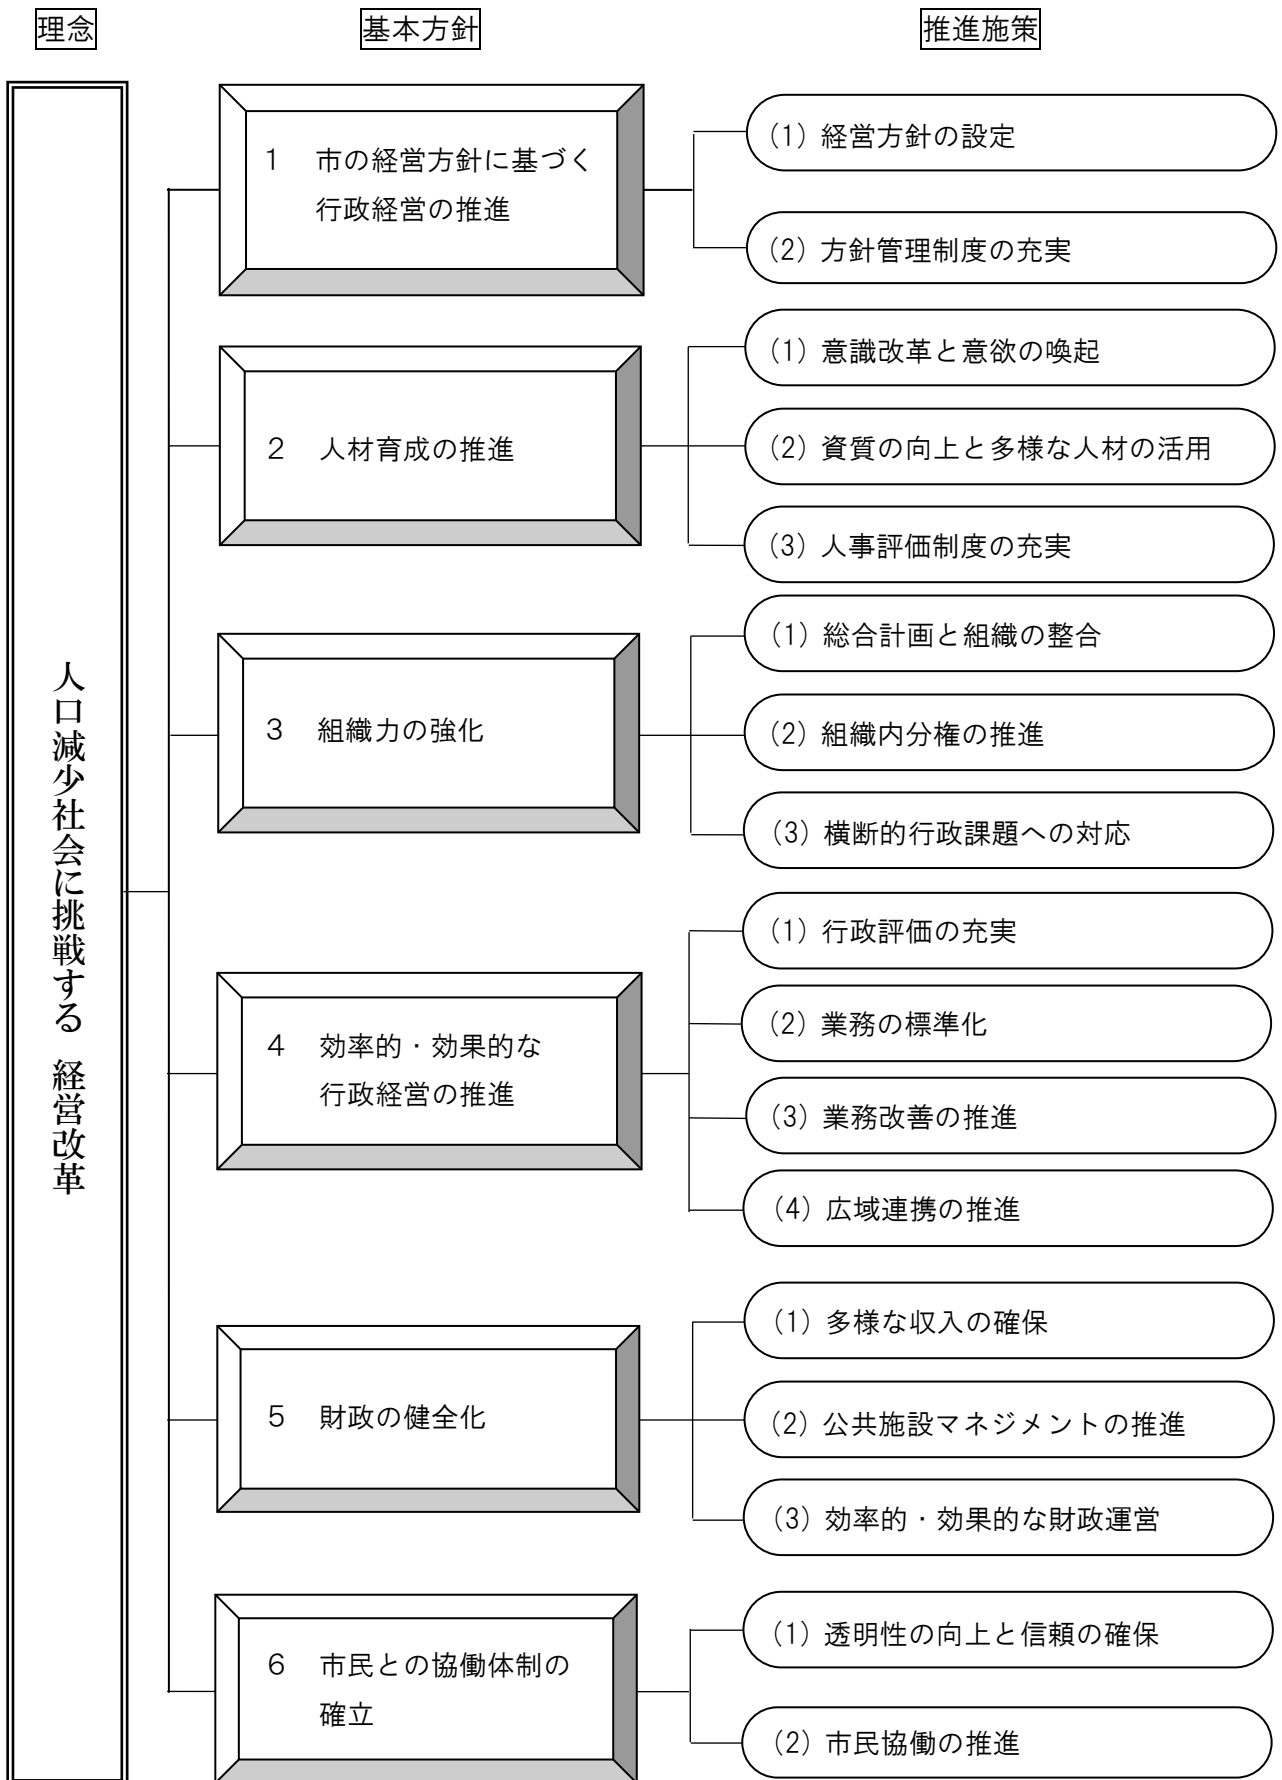 理念
基本方針
推進施策
人口減少社会に挑戦する 経営改革
1 市の経営方針に基づく
行政経営の推進
(1) 経営方針の設定
(2) 方針管理制度の充実
2 人材育成の推進
(1) 意識改革と意欲の喚起
(2) 資質の向上と多様な人材の活用
(3) 人事評価制度の充実
3 組織力の強化
(1) 総合計画と組織の整合
(2) 組織内分権の推進
(3) 横断的行政課題への対応
4 効率的・効果的な
行政経営の推進
(1) 行政評価の充実
(2) 業務の標準化
(3) 業務改善の推進
(4) 広域連携の推進
5 財政の健全化
(1) 多様な収入の確保
(2) 公共施設マネジメントの推進
(3) 効率的・効果的な財政運営
6 市民との協働体制の
確立
(1) 透明性の向上と信頼の確保
(2) 市民協働の推進